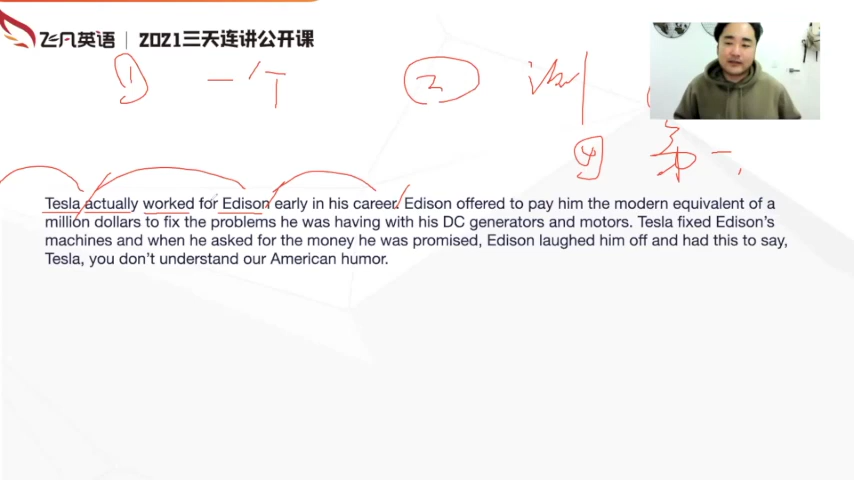 飞凡英语 | 2021三天连讲公开课
① 一个
②
④
Tesla actually worked for Edison early in his career. Edison offered to pay him the modern equivalent of a
million dollars to fix the problems he was having with his DC generators and motors. Tesla fixed Edison's
machines and when he asked for the money he was promised, Edison laughed him off and had this to say,
Tesla, you don't understand our American humor.